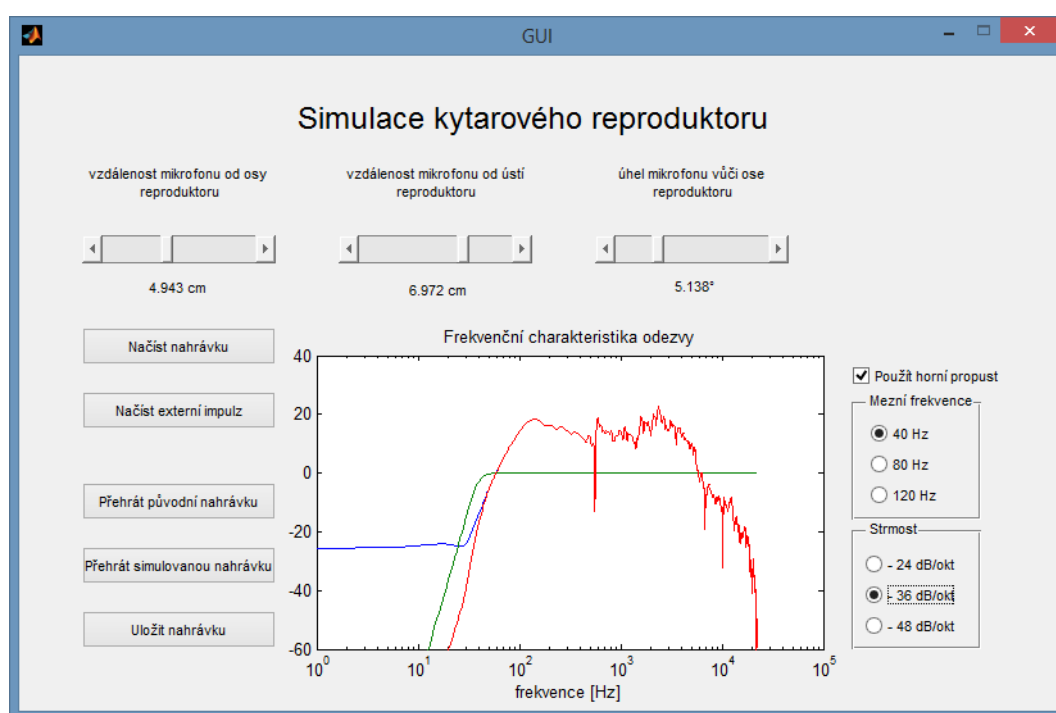 GUI
Simulace kytarového reproduktoru
vzdálenost mikrofonu od osy
reproduktoru
vzdálenost mikrofonu od ústí
reproduktoru
úhel mikrofonu vůči ose
reproduktoru
4.943 cm
6.972 cm
5.138°
Načíst nahrávku
Načíst externí impulz
Přehrát původní nahrávku
Přehrát simulovanou nahrávku
Uložit nahrávku
Frekvenční charakteristika odezvy
40
20
0
-20
-40
-60
10^0 10^1 10^2 10^3 10^4 10^5
frekvence [Hz]
Použít horní propust
Mezní frekvence
40 Hz
80 Hz
120 Hz
Strmost
- 24 dB/okt
- 36 dB/okt
- 48 dB/okt